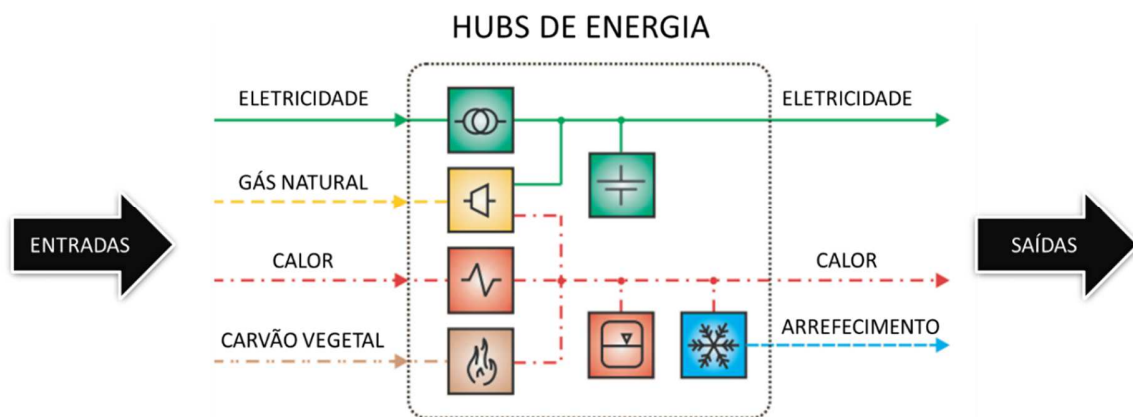 HUBS DE ENERGIA
ELETRICIDADE
ELETRICIDADE
GÁS NATURAL
ENTRADAS
SAÍDAS
CALOR
CALOR
CARVÃO VEGETAL
ARREFECIMENTO